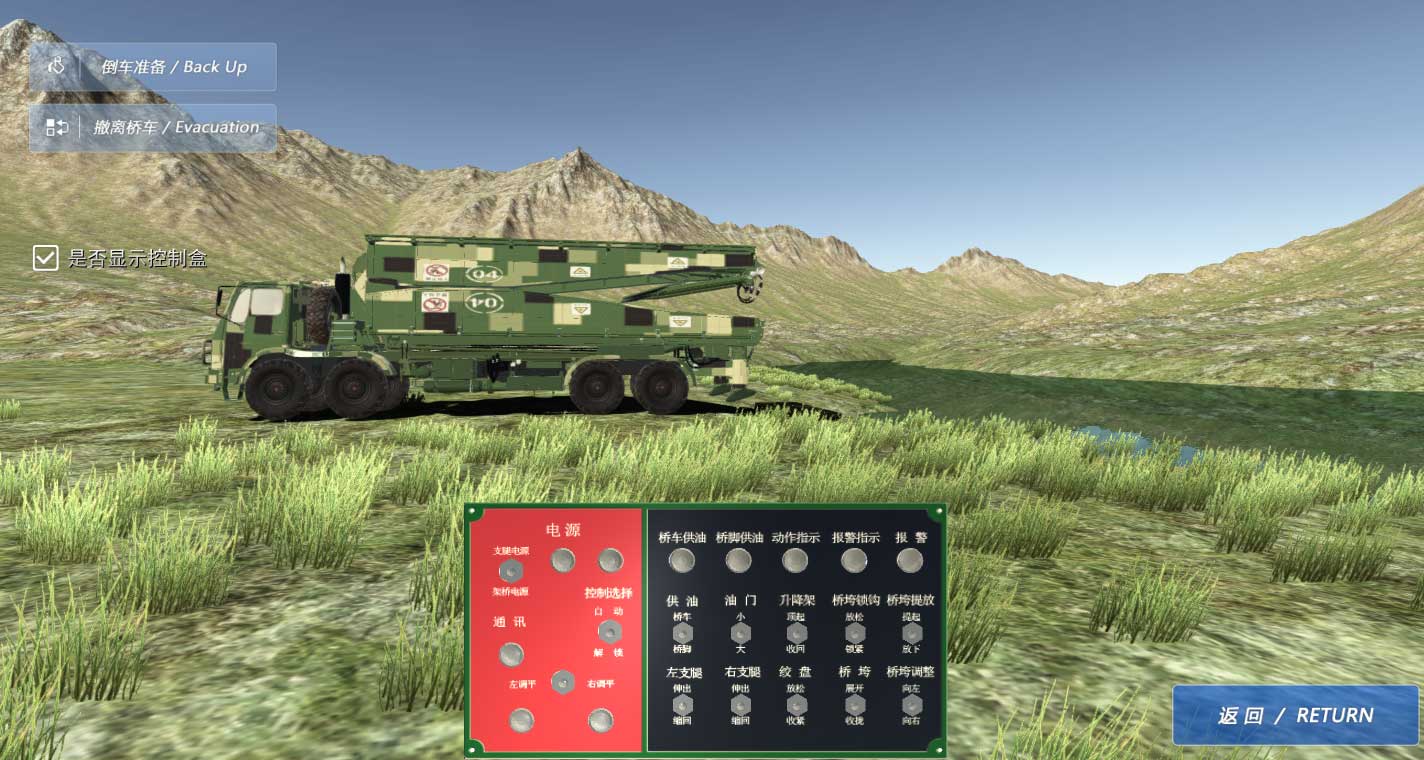 倒车准备 / Back Up
撤离桥车 / Evacuation
是否显示控制盒
04
04
电 源
支腿电源
架桥电源
控制选择
自 动
解 锁
通 讯
左调平
右调平
桥车供油 桥脚供油 动作指示 报警指示 报 警
供 油 油 门 升降架 桥垮锁钩 桥垮提放
桥车 小 顶起 放松 提起
桥脚 大 收回 锁紧 放下
左支腿 右支腿 绞 盘 桥 垮 桥垮调整
伸出 伸出 放松 展开 向左
缩回 缩回 收紧 收拢 向右
返 回 / RETURN